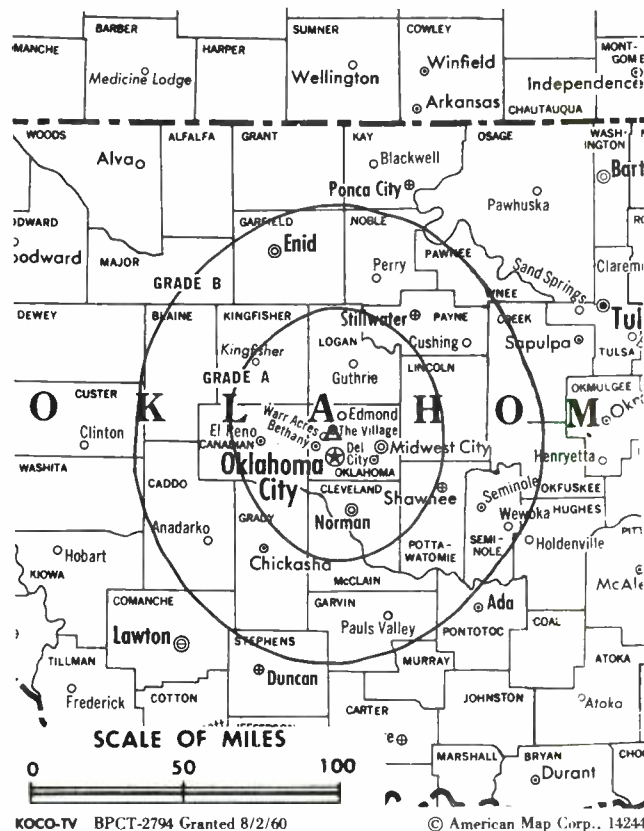 BARBER
SUMNER
COWLEY
HARPER
MONT-
GOME
Medicine Lodge
Wellington
Winfield
Independence
Arkansas
CHAUTAUQUA
WOODS
ALFALFA
GRANT
KAY
OSAGE
WASH-
INGTON
Alva
Blackwell
Bart
Ponca City
Pawhuska
GARFIELD
NOBLE
Enid
PAWNEE
MAJOR
Perry
Sand Springs
Clarem
GRADE B
DEWEY
BLAINE
KINGFISHER
Stillwater
PAYNE
CREEK
Tul
LOGAN
Cushing
Sapulpa
Kingfisher
TULSA
GRADE A
Guthrie
LINCOLN
CUSTER
OKMULGEE
O K L A H O M
Edmond
Clinton
El Reno
Warr Acres
The Village
Bethany
Del
City
Midwest City
CANADIAN
OKLAHOMA
Henryetta
WASHITA
Oklahoma
City
CADDO
CLEVELAND
Shawnee
Seminole
OKFUSKEE
HUGHES
Norman
Wewoka
GRADY
Anadarko
POTTA-
WATOMIE
SEMI-
NOLE
Holdenville
Hobart
Chickasha
KIOWA
McCLAIN
McAle
COMANCHE
GARVIN
Ada
COAL
Lawton
Pauls Valley
PONTOTOC
STEPHENS
TILLMAN
MURRAY
ATOKA
Duncan
Frederick
COTTON
JOHNSTON
Atoka
CARTER
SCALE OF MILES
MARSHALL
BRYAN
CHOC
0 50 100
Durant
KOCO-TV BPCT-2794 Granted 8/2/60
© American Map Corp., 14244